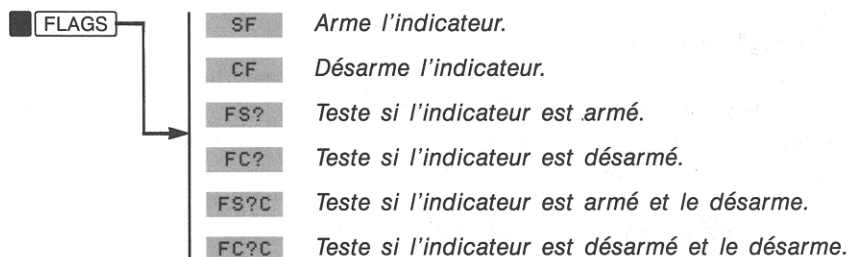 FLAGS
SF Arme l'indicateur.
CF Désarme l'indicateur.
FS? Teste si l'indicateur est armé.
FC? Teste si l'indicateur est désarmé.
FS?C Teste si l'indicateur est armé et le désarme.
FC?C Teste si l'indicateur est désarmé et le désarme.